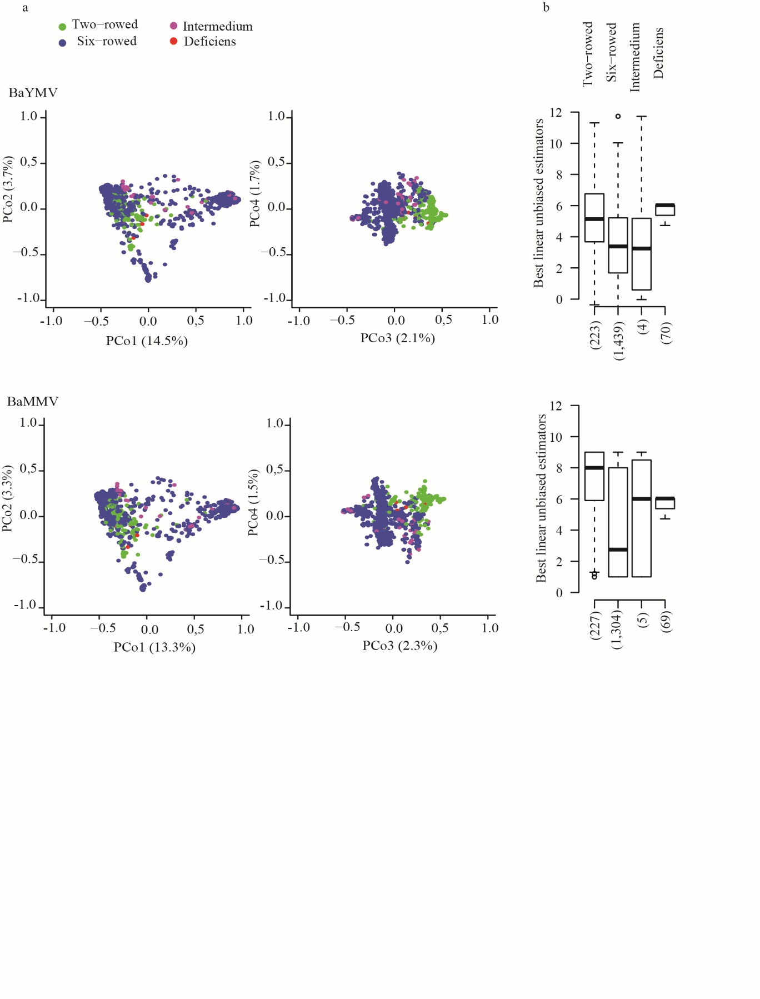 a
b
Two−rowed
Six−rowed
Intermedium
Deficiens
Two−rowed
Six−rowed
Intermedium
Deficiens
BaYMV
1.0
0,5
0.0
−0.5
-1.0
PCo2 (3.7%)
-1.0 −0.5 0.0 0,5 1.0
PCo1 (14.5%)
1.0
0,5
0.0
−0.5
-1.0
PCo4 (1.7%)
-1.0 −0.5 0.0 0,5 1.0
PCo3 (2.1%)
Best linear unbiased estimators
12
10
8
6
4
2
0
(223)
(1,439)
(4)
(70)
BaMMV
1.0
0,5
0.0
−0.5
-1.0
PCo2 (3.3%)
-1.0 −0.5 0.0 0,5 1.0
PCo1 (13.3%)
1.0
0,5
0.0
−0.5
-1.0
PCo4 (1.5%)
-1.0 −0.5 0.0 0,5 1.0
PCo3 (2.3%)
Best linear unbiased estimators
12
10
8
6
4
2
0
(227)
(1,304)
(5)
(69)